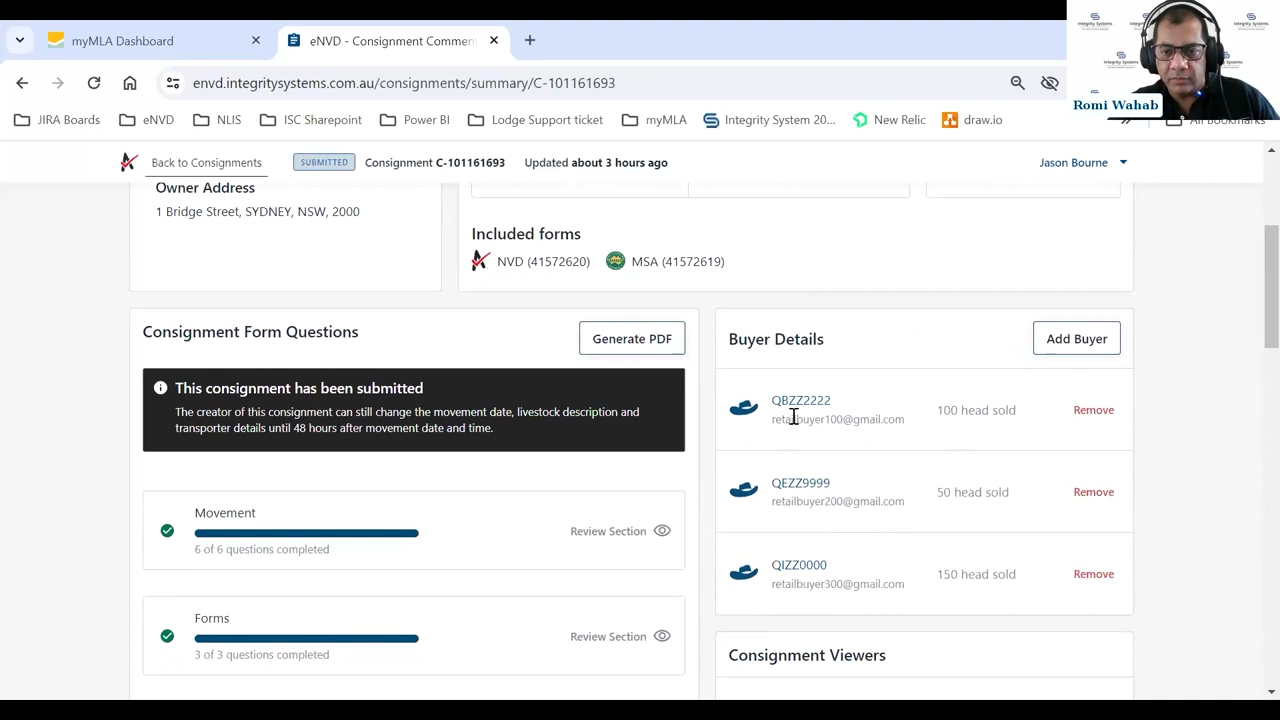 myMLA Dashboard
eNVD - Consignment Commen
envd.integritysystems.com.au/consignments/summary/C-101161693
JIRA Boards
eNVD
NLIS
ISC Sharepoint
Power BI
Lodge Support ticket
myMLA
Integrity System 20...
New Relic
draw.io
All Bookmarks
Integrity Systems
Romi Wahab
Back to Consignments
SUBMITTED
Consignment C-101161693
Updated about 3 hours ago
Jason Bourne
Owner Address
1 Bridge Street, SYDNEY, NSW, 2000
Included forms
NVD (41572620)
MSA (41572619)
Consignment Form Questions
Generate PDF
This consignment has been submitted
The creator of this consignment can still change the movement date, livestock description and
transporter details until 48 hours after movement date and time.
Movement
6 of 6 questions completed
Review Section
Forms
3 of 3 questions completed
Review Section
Buyer Details
Add Buyer
QBZZ2222
retailbuyer100@gmail.com
100 head sold
Remove
QEZZ9999
retailbuyer200@gmail.com
50 head sold
Remove
QIZZ0000
retailbuyer300@gmail.com
150 head sold
Remove
Consignment Viewers